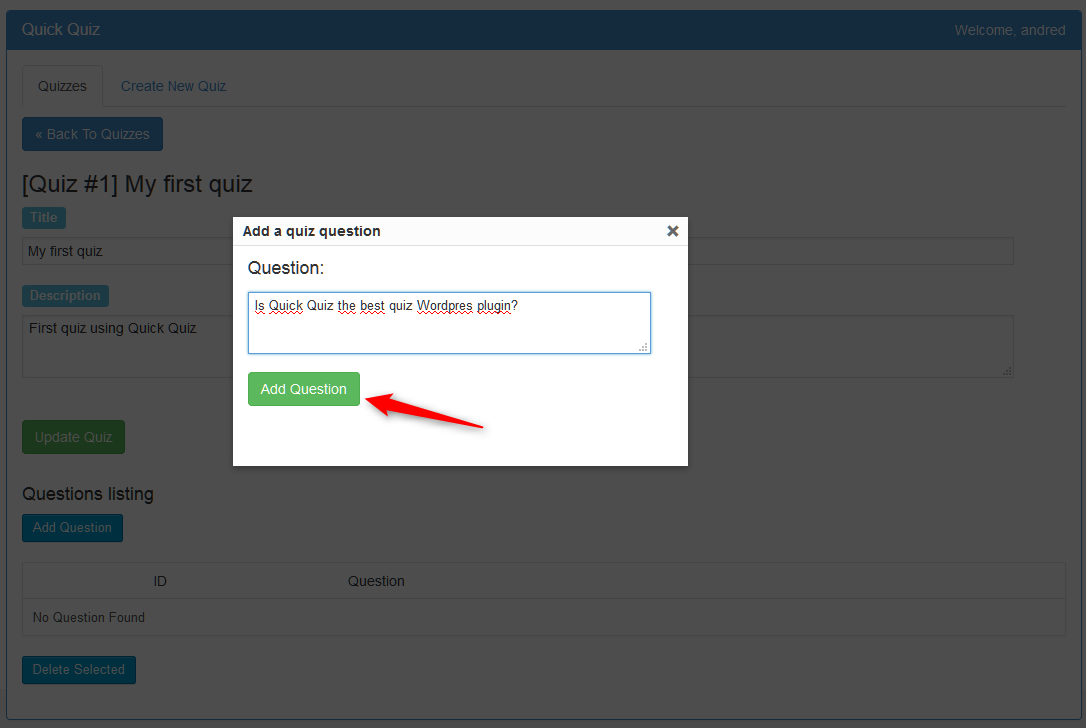 Quick Quiz
Welcome, andred
Quizzes
Create New Quiz
« Back To Quizzes
[Quiz #1] My first quiz
Title
My first quiz
Description
First quiz using Quick Quiz
Update Quiz
Add a quiz question
Question:
Is Quick Quiz the best quiz Wordpres plugin?
Add Question
Questions listing
Add Question
ID
Question
No Question Found
Delete Selected